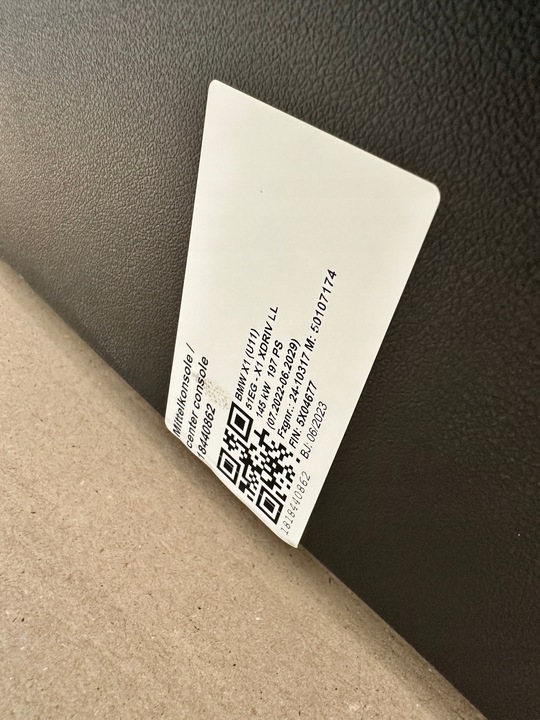 Mittelkonsole /
center console
18440862
BMW X1 (U11)
51EG - X1 XDRIV LL
145 kW 197 PS
(07.2022-06.2029)
Fzgnr.: 24-10317 M: 50107174
FIN: 5X04677
* BJ: 06/2023
1818440862